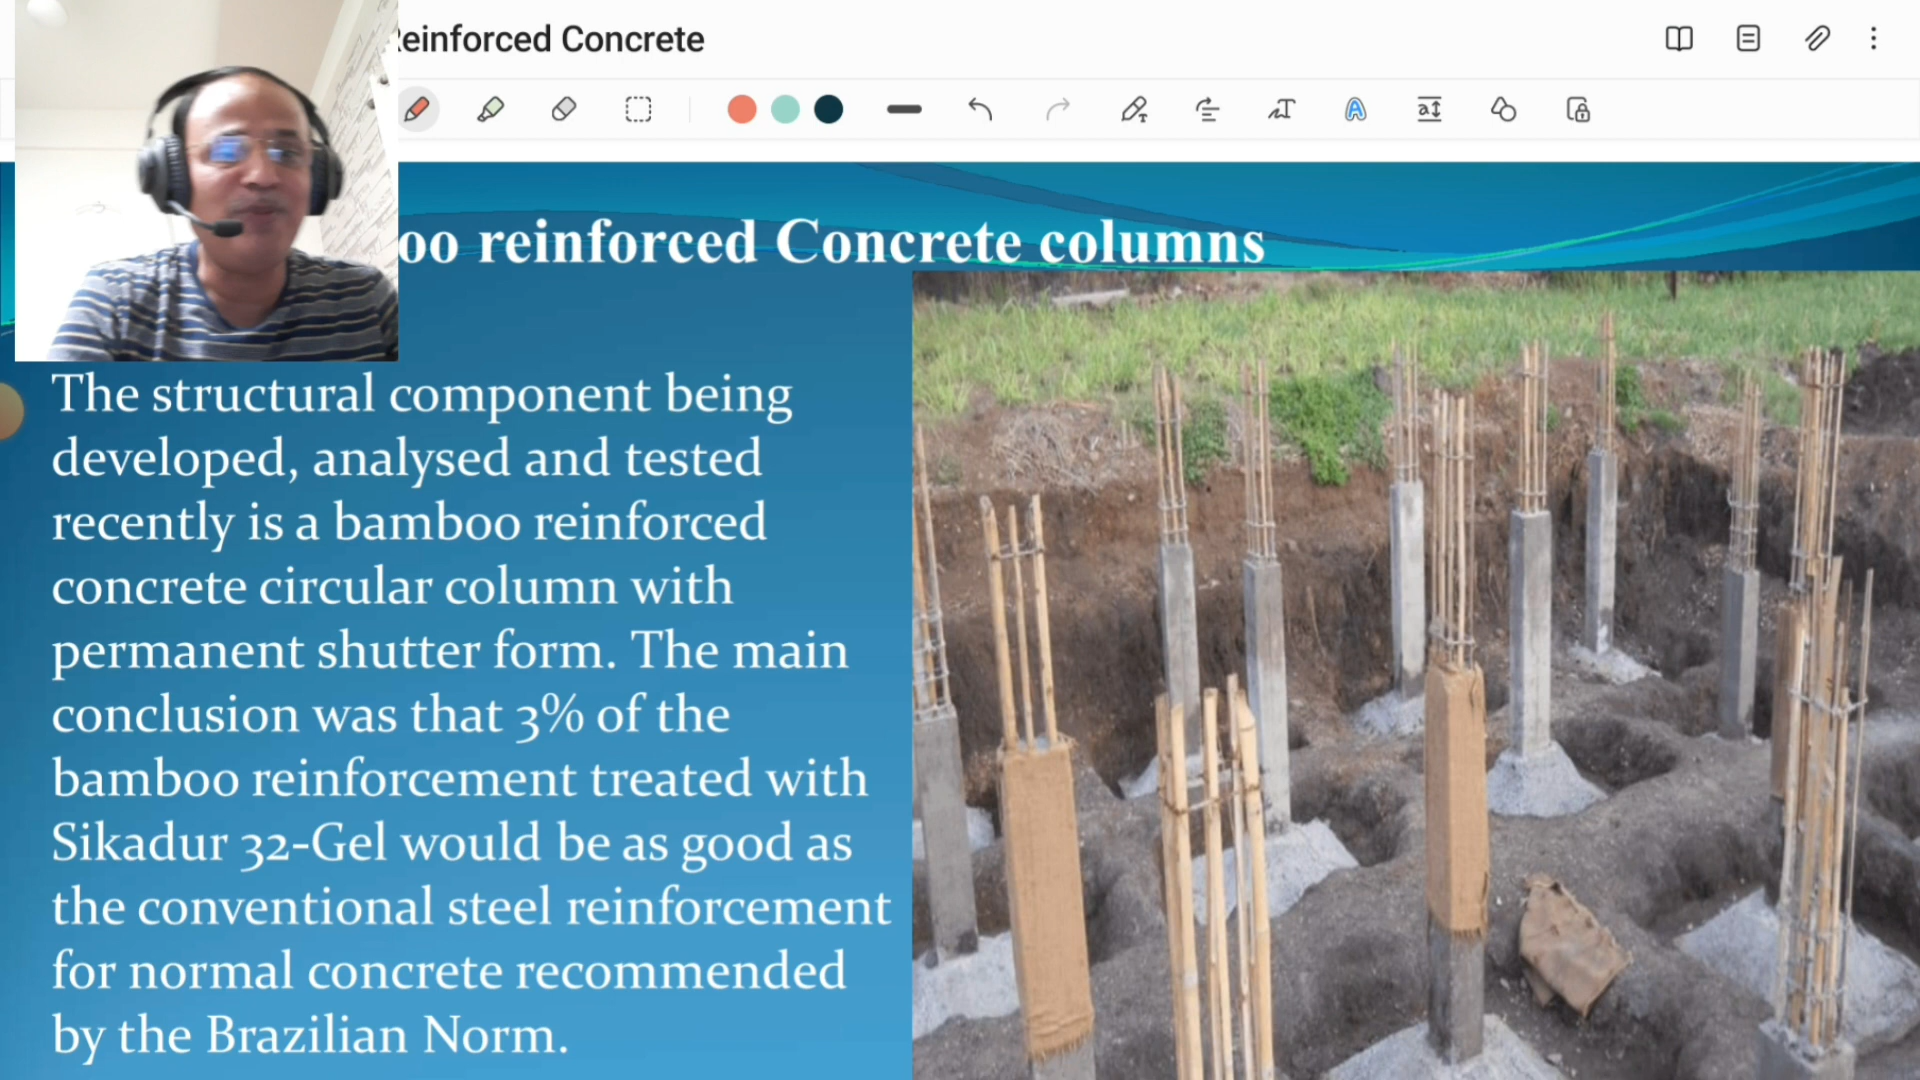 Reinforced Concrete
oo reinforced Concrete columns
The structural component being
developed, analysed and tested
recently is a bamboo reinforced
concrete circular column with
permanent shutter form. The main
conclusion was that 3% of the
bamboo reinforcement treated with
Sikadur 32-Gel would be as good as
the conventional steel reinforcement
for normal concrete recommended
by the Brazilian Norm.